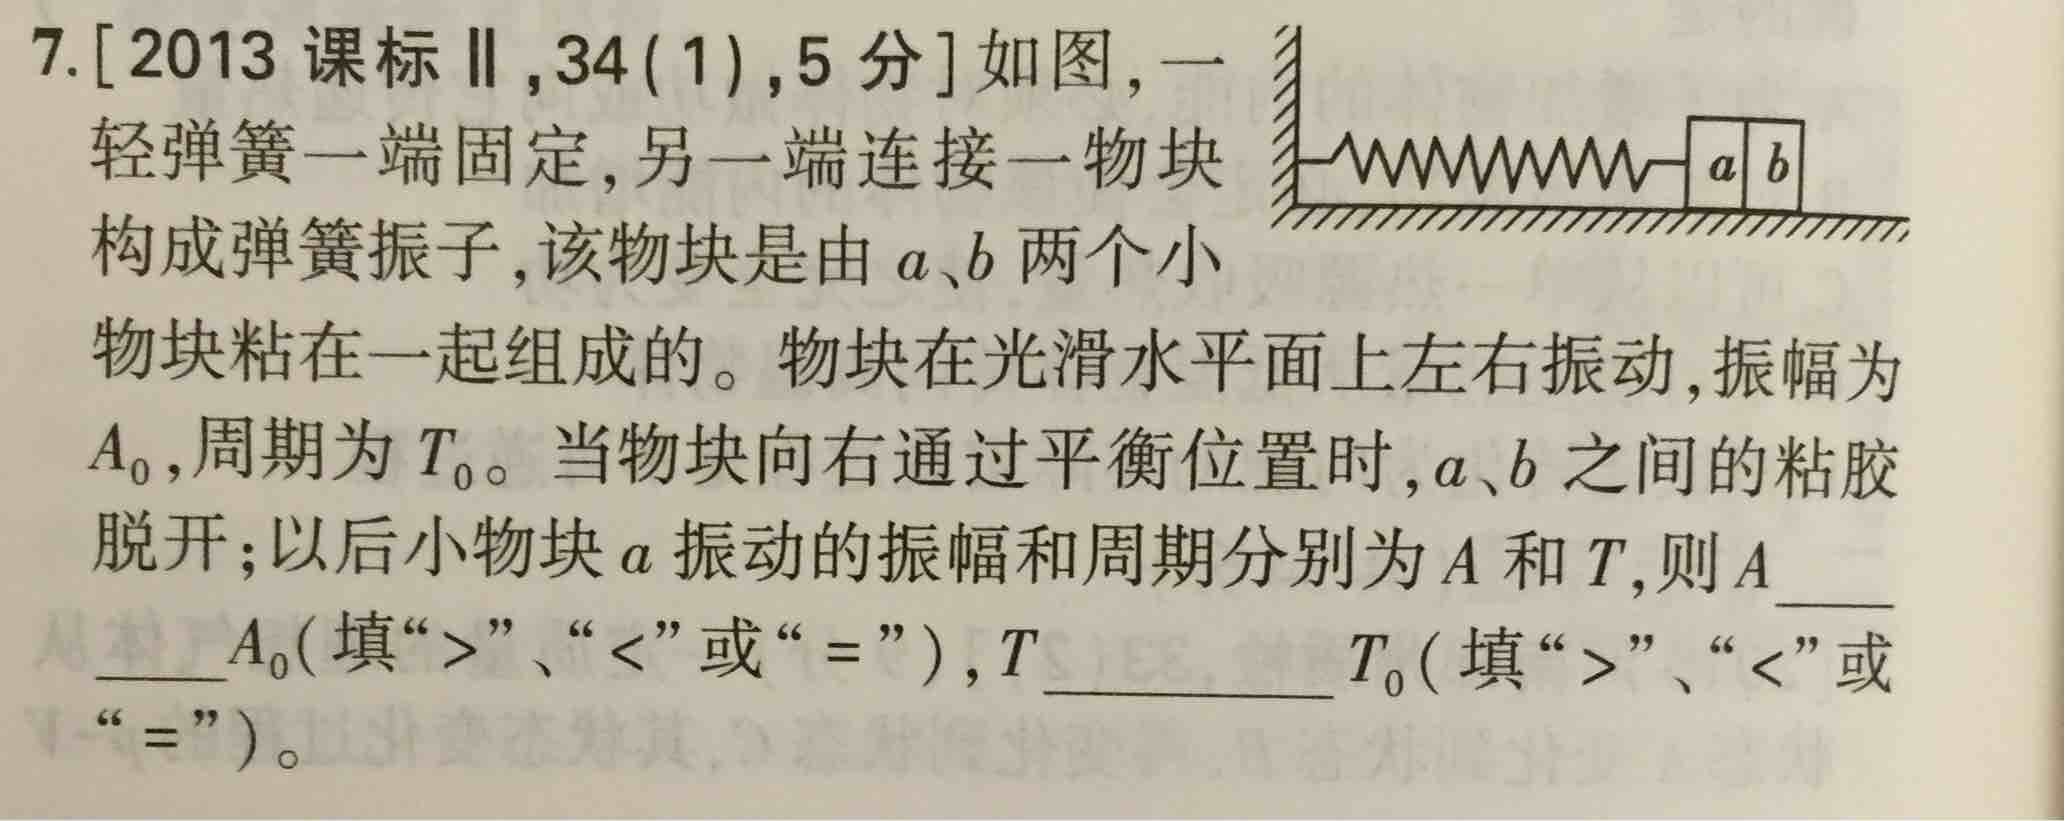 7.[2013 课标Ⅱ,34(1),5 分]如图,一
轻弹簧一端固定,另一端连接一物块
a b
构成弹簧振子,该物块是由 a、b 两个小
物块粘在一起组成的。物块在光滑水平面上左右振动,振幅为
A₀,周期为 T₀。当物块向右通过平衡位置时,a、b 之间的粘胶
脱开;以后小物块 a 振动的振幅和周期分别为 A 和 T,则 A____
____A₀(填“>”、“<”或“=”),T________T₀(填“>”、“<”或
“=”)。